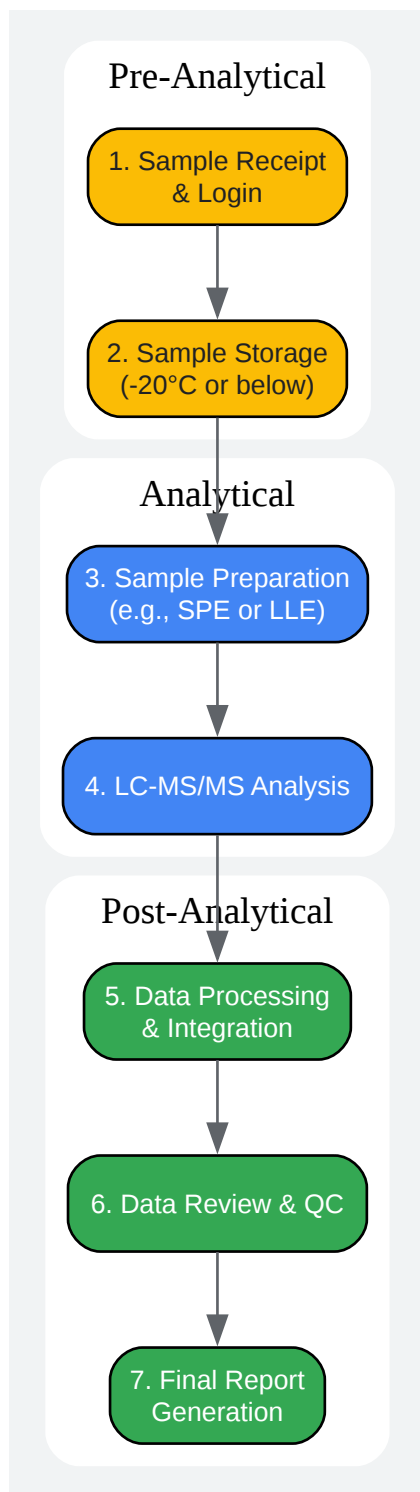 Pre-Analytical
1. Sample Receipt
& Login
2. Sample Storage
(-20°C or below)
Analytical
3. Sample Preparation
(e.g., SPE or LLE)
4. LC-MS/MS Analysis
Post-Analytical
5. Data Processing
& Integration
6. Data Review & QC
7. Final Report
Generation